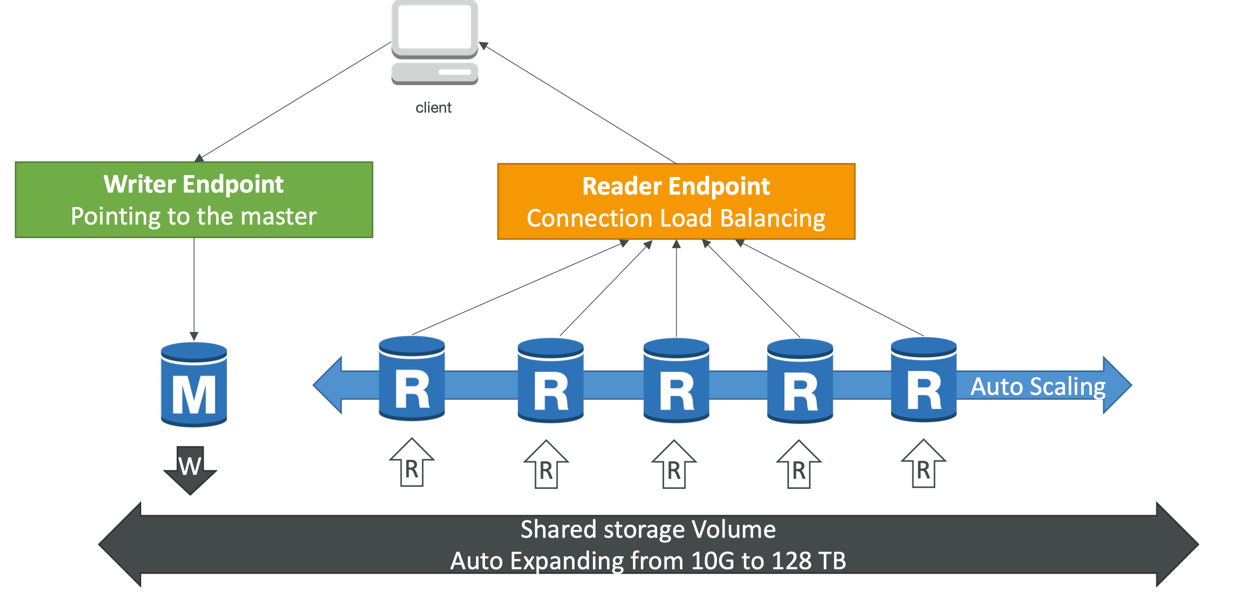 client
Writer Endpoint
Pointing to the master
Reader Endpoint
Connection Load Balancing
M
R
R
R
R
R
Auto Scaling
W
R
R
R
R
R
Shared storage Volume
Auto Expanding from 10G to 128 TB